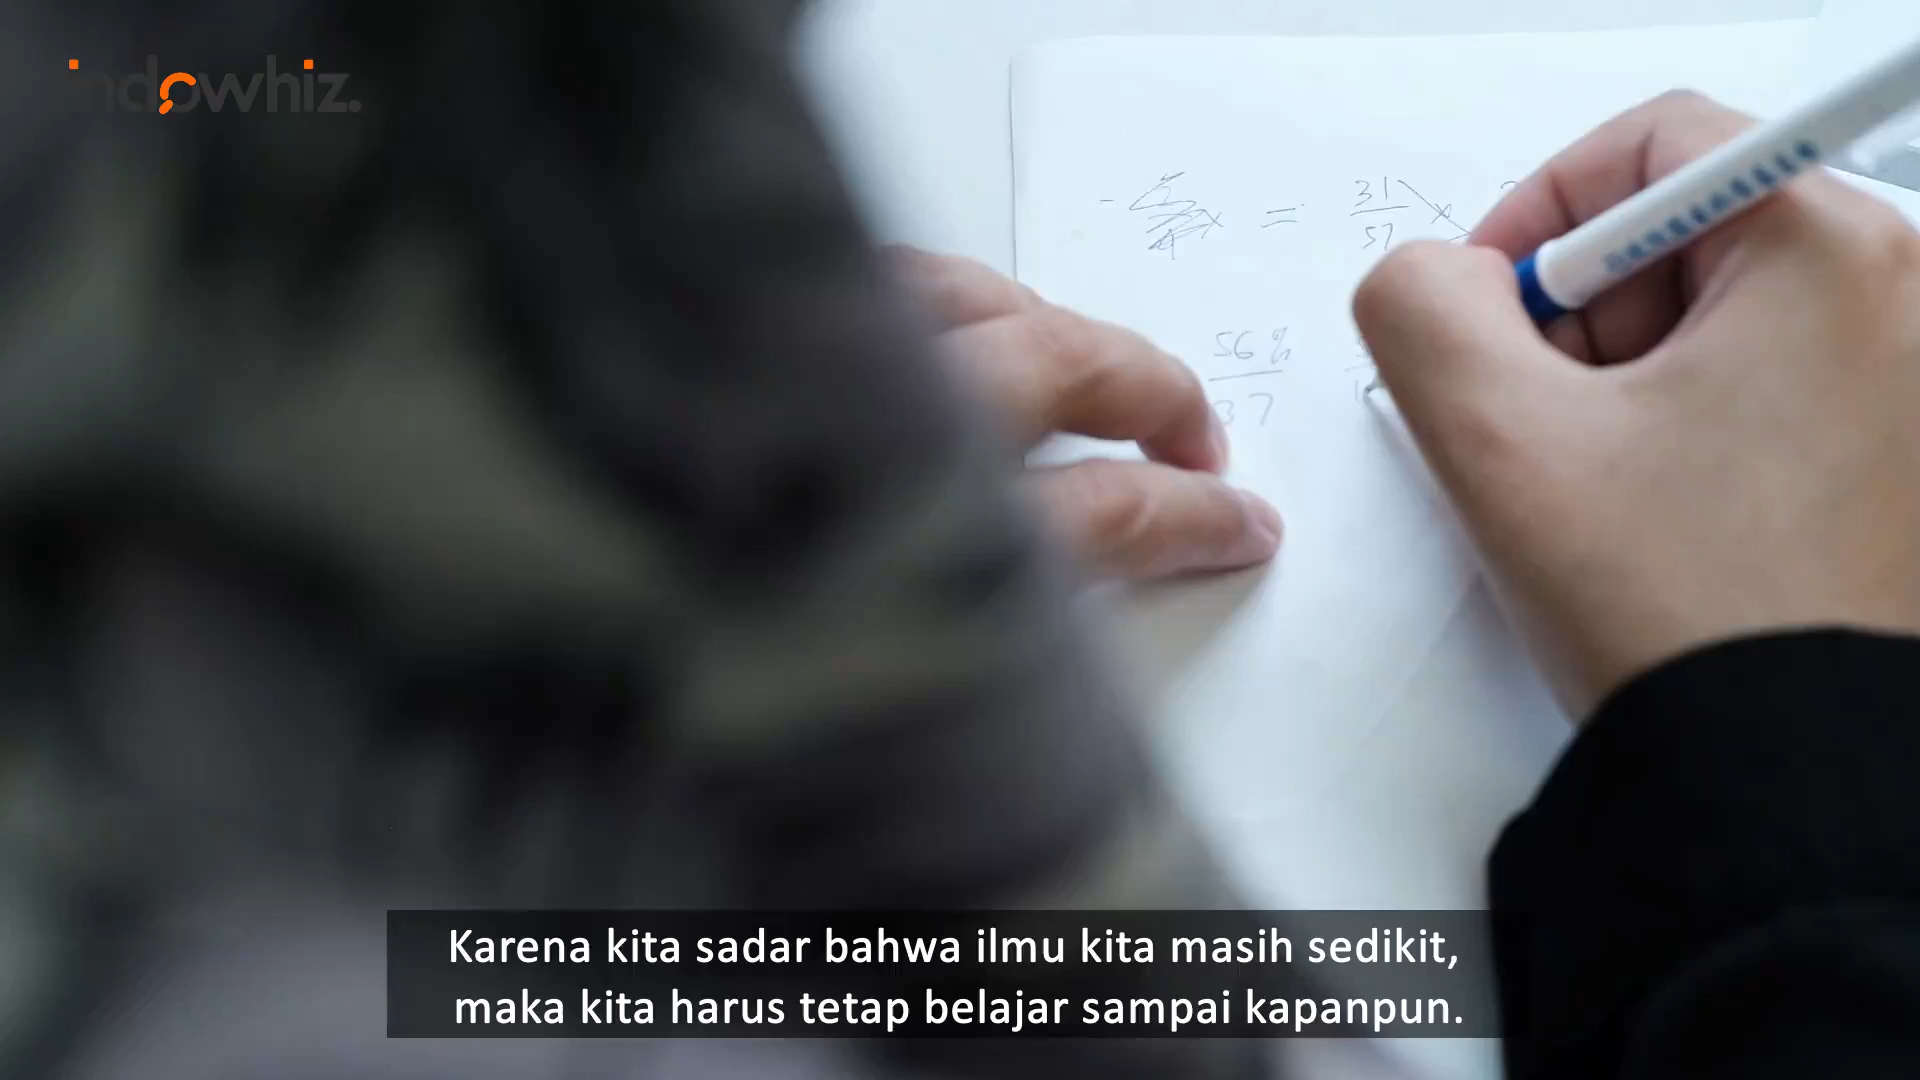 indowhiz.
= 31
57
56 %
37
Karena kita sadar bahwa ilmu kita masih sedikit,
maka kita harus tetap belajar sampai kapanpun.